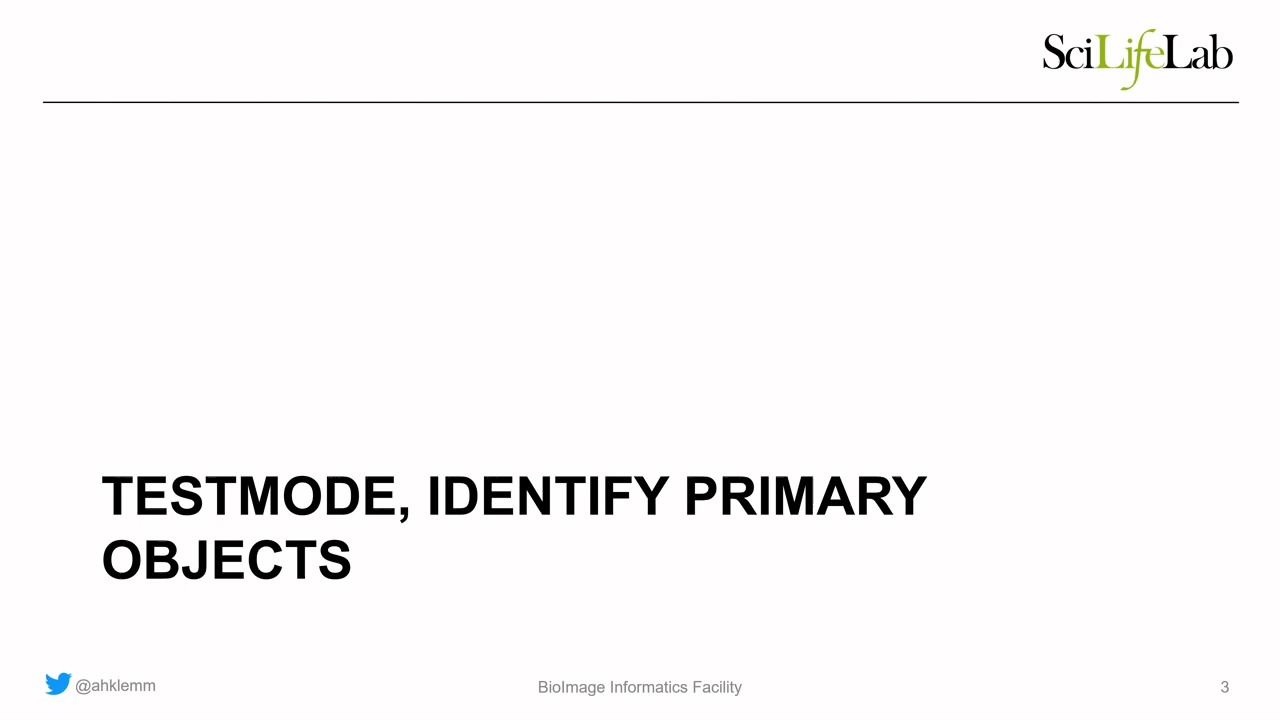 SciLifeLab
TESTMODE, IDENTIFY PRIMARY
OBJECTS
@ahklemm
BioImage Informatics Facility
3